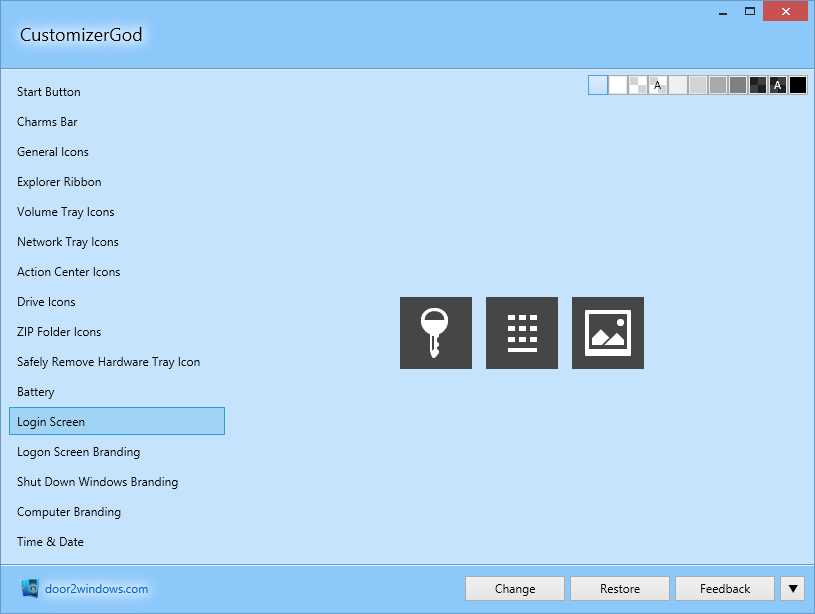 CustomizerGod
A
A
Start Button
Charms Bar
General Icons
Explorer Ribbon
Volume Tray Icons
Network Tray Icons
Action Center Icons
Drive Icons
ZIP Folder Icons
Safely Remove Hardware Tray Icon
Battery
Login Screen
Logon Screen Branding
Shut Down Windows Branding
Computer Branding
Time & Date
door2windows.com
Change
Restore
Feedback